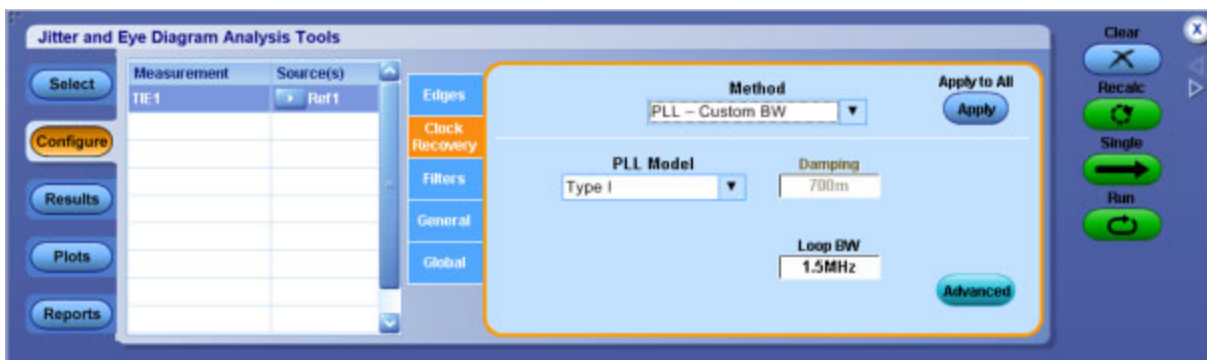 Jitter and Eye Diagram Analysis Tools
Select
Configure
Results
Plots
Reports
Measurement Source(s)
TIE1 Ref1
Edges
Clock
Recovery
Filters
General
Global
Method
PLL – Custom BW
Apply to All
Apply
PLL Model
Type I
Damping
700m
Loop BW
1.5MHz
Advanced
Clear
X
Recalc
Single
Run